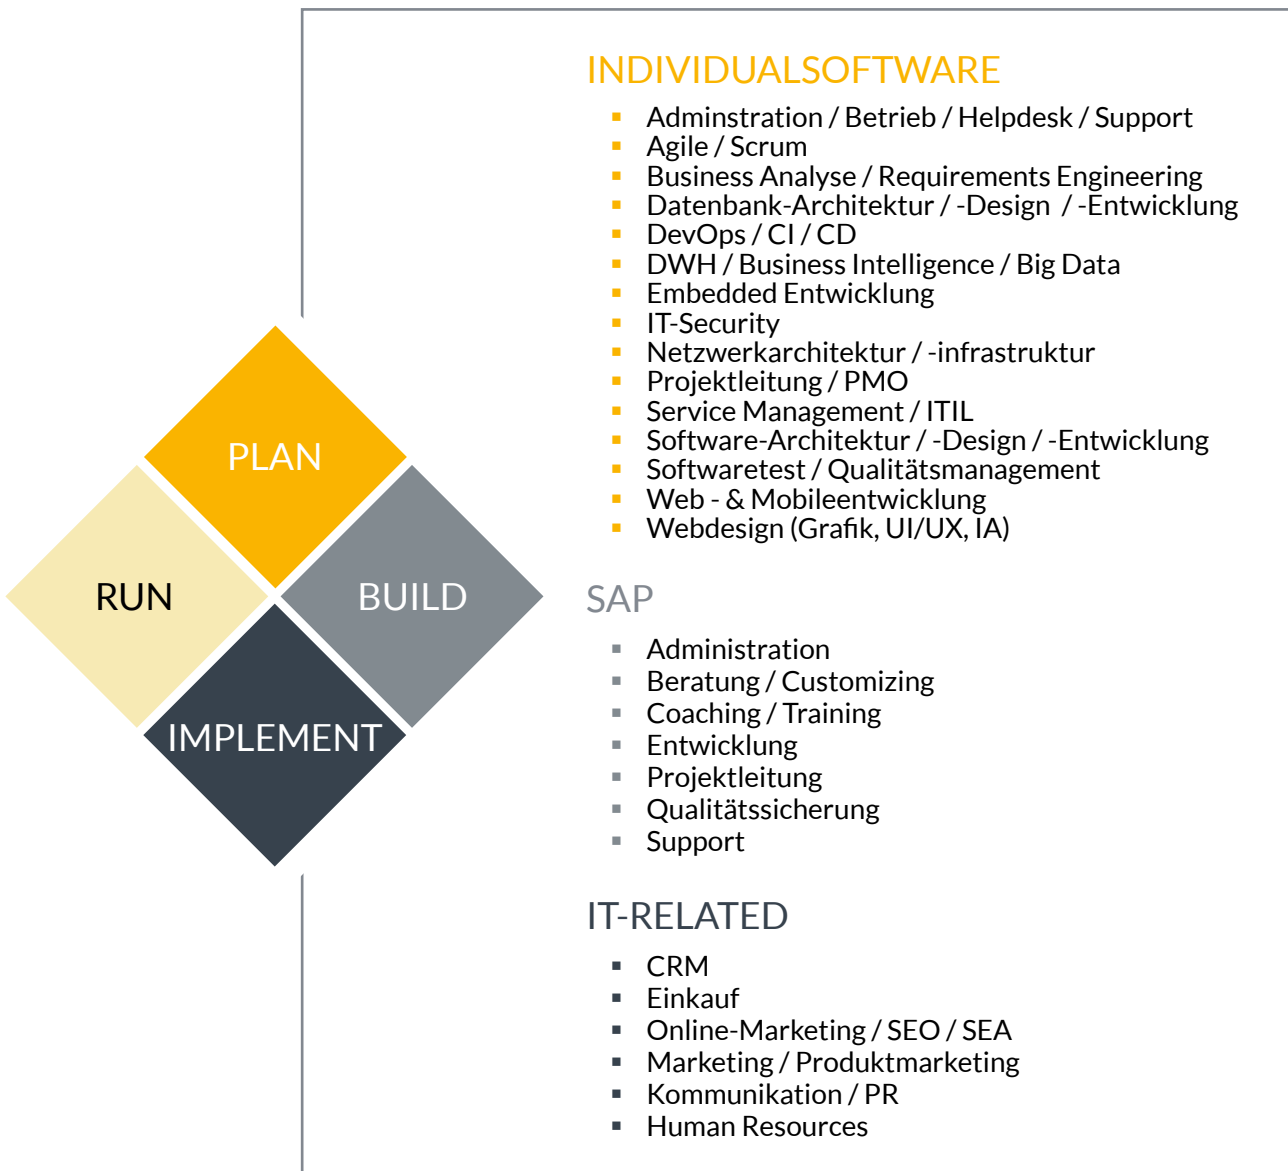 INDIVIDUALSOFTWARE
▪ Adminstration / Betrieb / Helpdesk / Support
▪ Agile / Scrum
▪ Business Analyse / Requirements Engineering
▪ Datenbank-Architektur / -Design / -Entwicklung
▪ DevOps / CI / CD
▪ DWH / Business Intelligence / Big Data
▪ Embedded Entwicklung
▪ IT-Security
▪ Netzwerkarchitektur / -infrastruktur
▪ Projektleitung / PMO
▪ Service Management / ITIL
▪ Software-Architektur / -Design / -Entwicklung
▪ Softwaretest / Qualitätsmanagement
▪ Web - & Mobileentwicklung
▪ Webdesign (Grafik, UI/UX, IA)
PLAN
RUN
BUILD
IMPLEMENT
SAP
▪ Administration
▪ Beratung / Customizing
▪ Coaching / Training
▪ Entwicklung
▪ Projektleitung
▪ Qualitätssicherung
▪ Support
IT-RELATED
▪ CRM
▪ Einkauf
▪ Online-Marketing / SEO / SEA
▪ Marketing / Produktmarketing
▪ Kommunikation / PR
▪ Human Resources